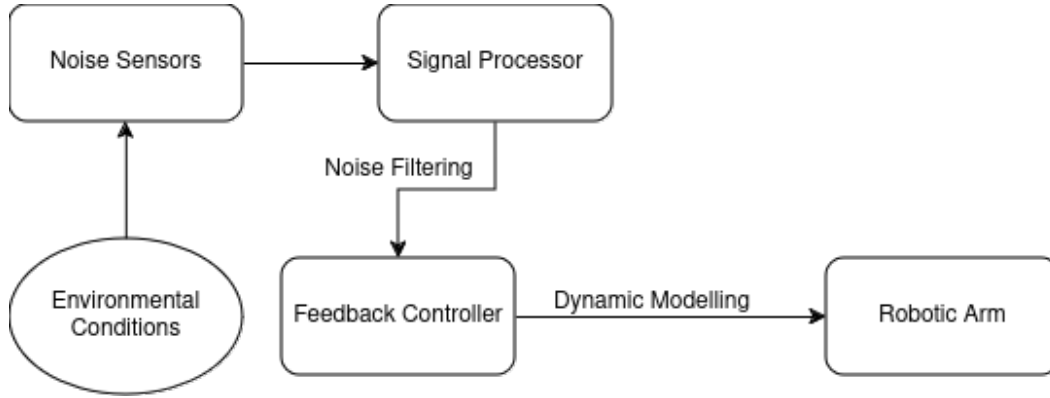 Noise Sensors
Signal Processor
Noise Filtering
Environmental
Conditions
Feedback Controller
Dynamic Modelling
Robotic Arm